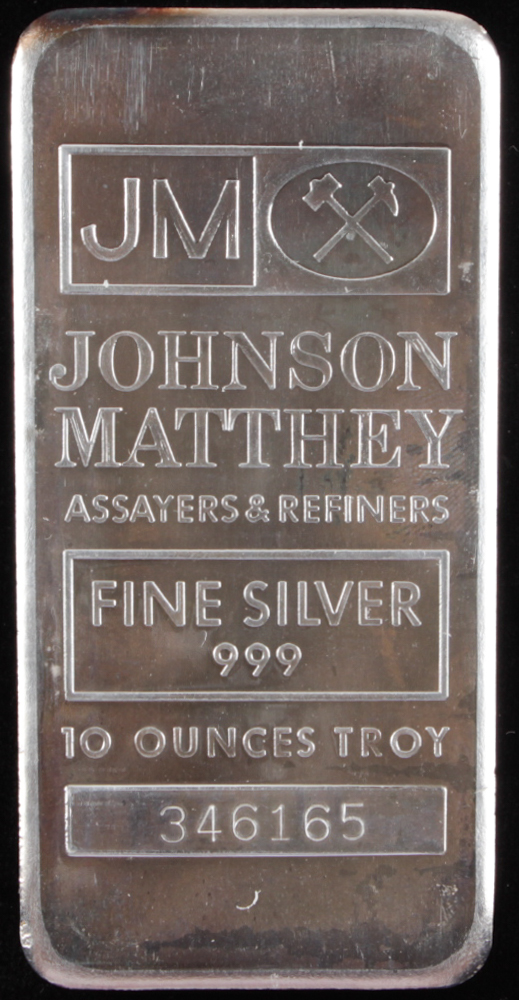 JM
JOHNSON
MATTHEY
ASSAYERS & REFINERS
FINE SILVER
999
10 OUNCES TROY
346165